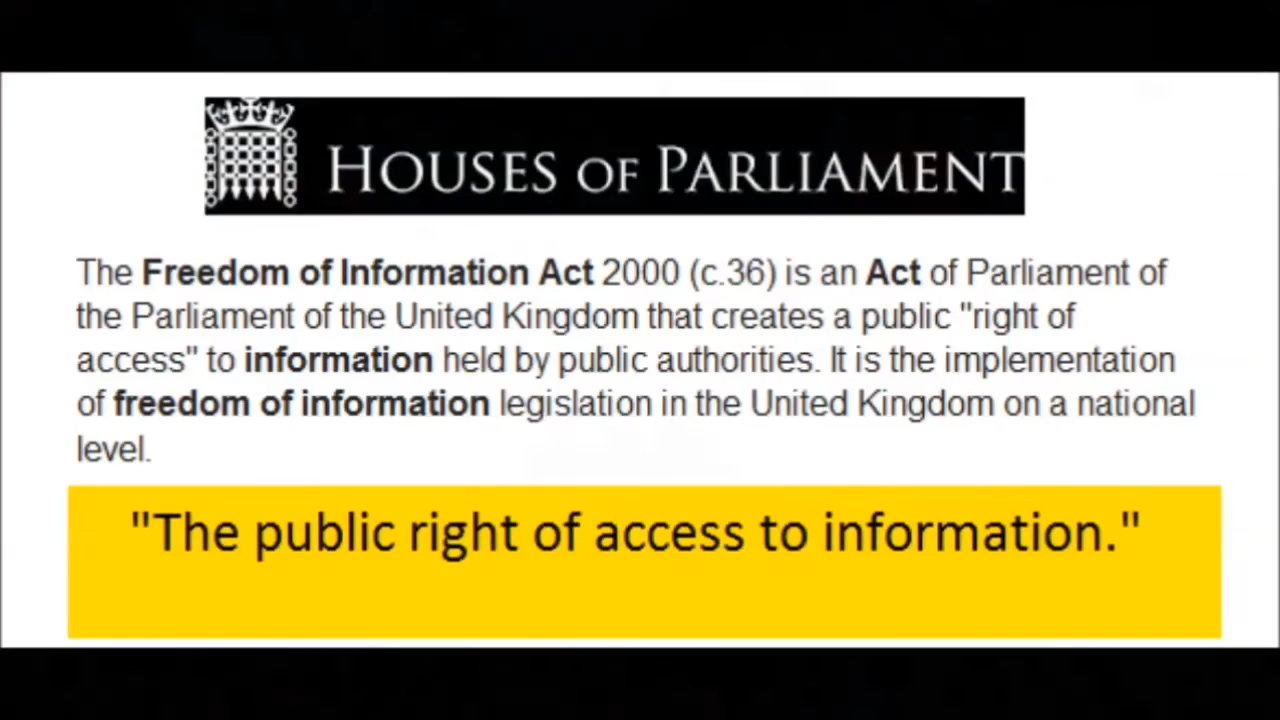 HOUSES OF PARLIAMENT
The Freedom of Information Act 2000 (c.36) is an Act of Parliament of
the Parliament of the United Kingdom that creates a public "right of
access" to information held by public authorities. It is the implementation
of freedom of information legislation in the United Kingdom on a national
level.
"The public right of access to information."